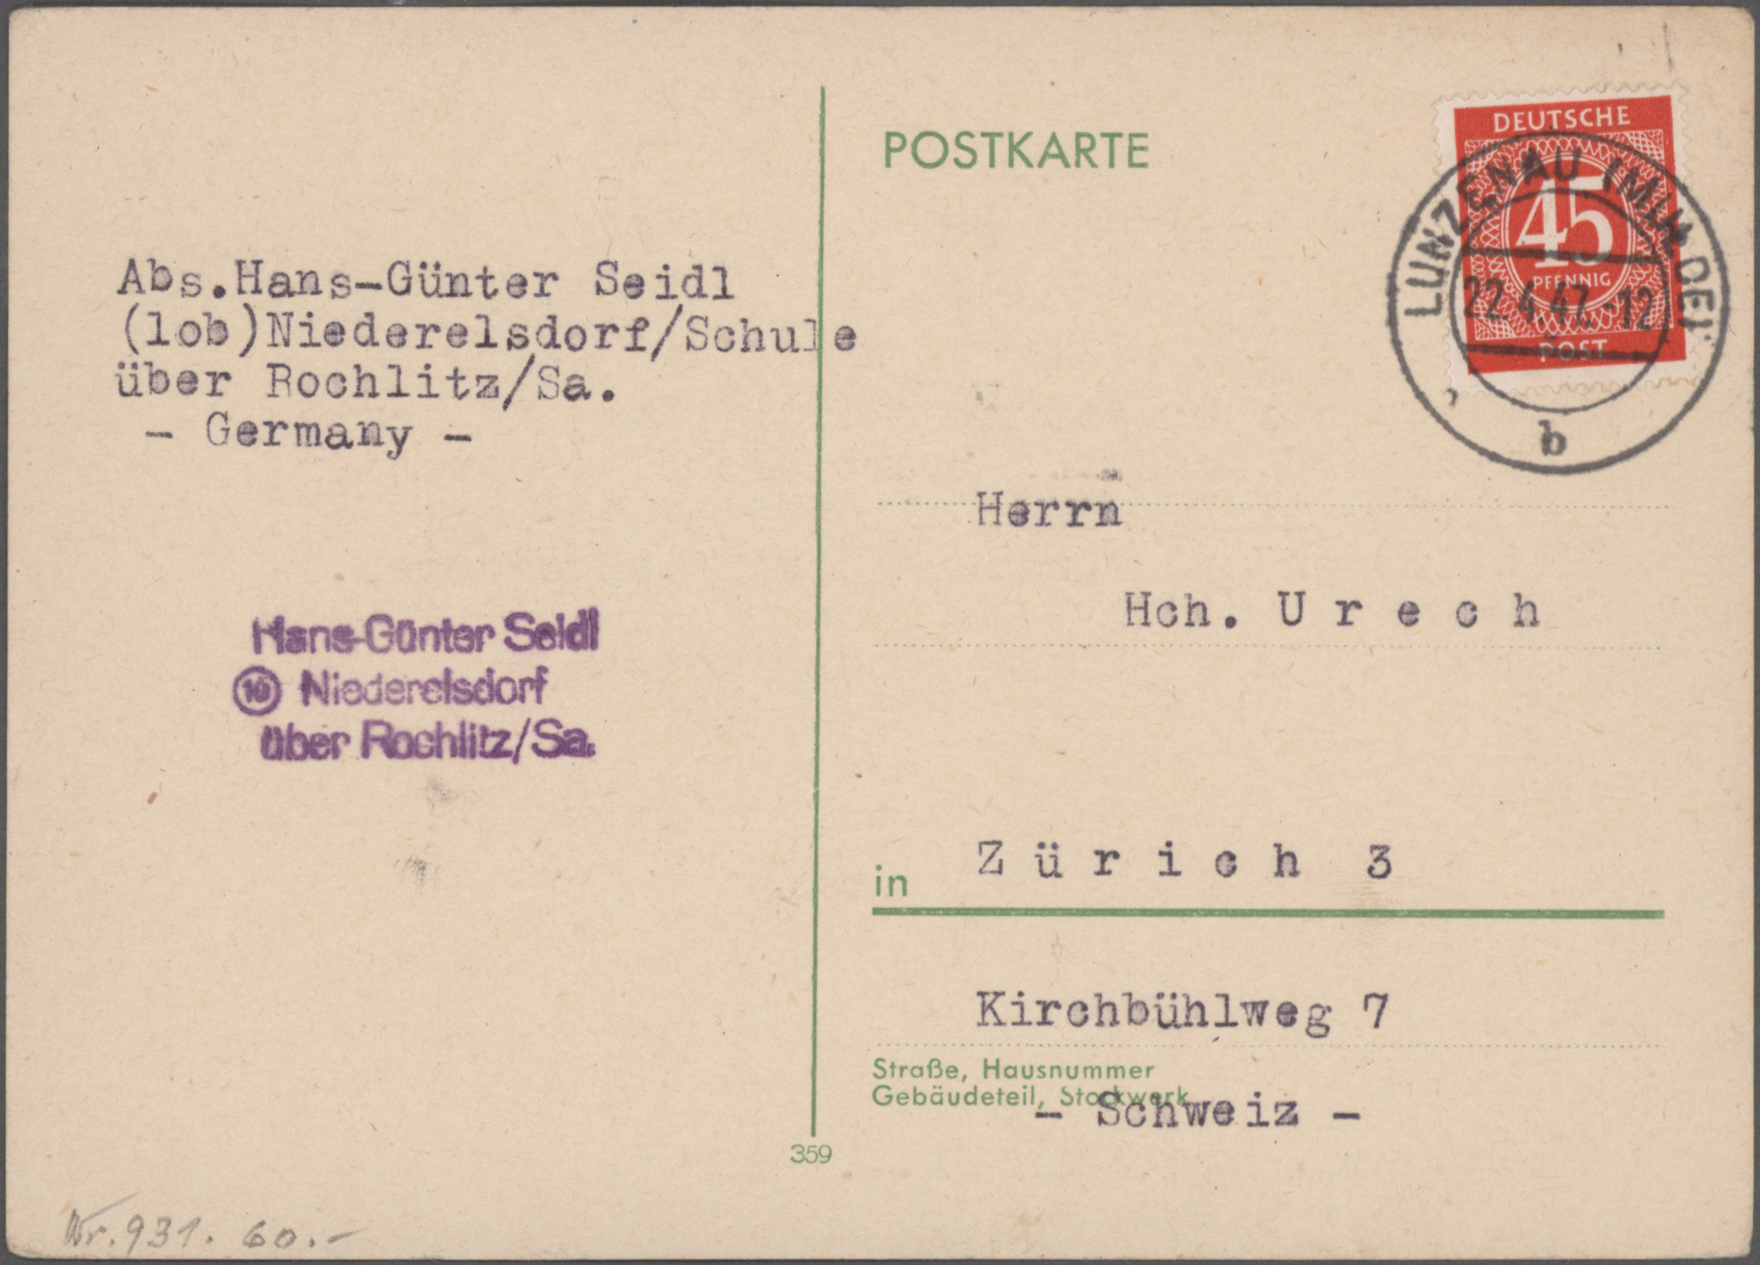 Abs.Hans-Günter Seidl
(lob)Niederelsdorf/Schule
über Rochlitz/Sa.
- Germany -
Hans-Günter Seidl
10 Niederelsdorf
über Rochlitz/Sa.
Nr. 931. 60.-
POSTKARTE
DEUTSCHE
45
PFENNIG
POST
LUNZENAU (MULDE)
22.4.47.-12
b
Herrn
Hch. U r e c h
in Z ü r i c h 3
Kirchbühlweg 7
Straße, Hausnummer
Gebäudeteil, Stockwerk
- Schweiz -
359